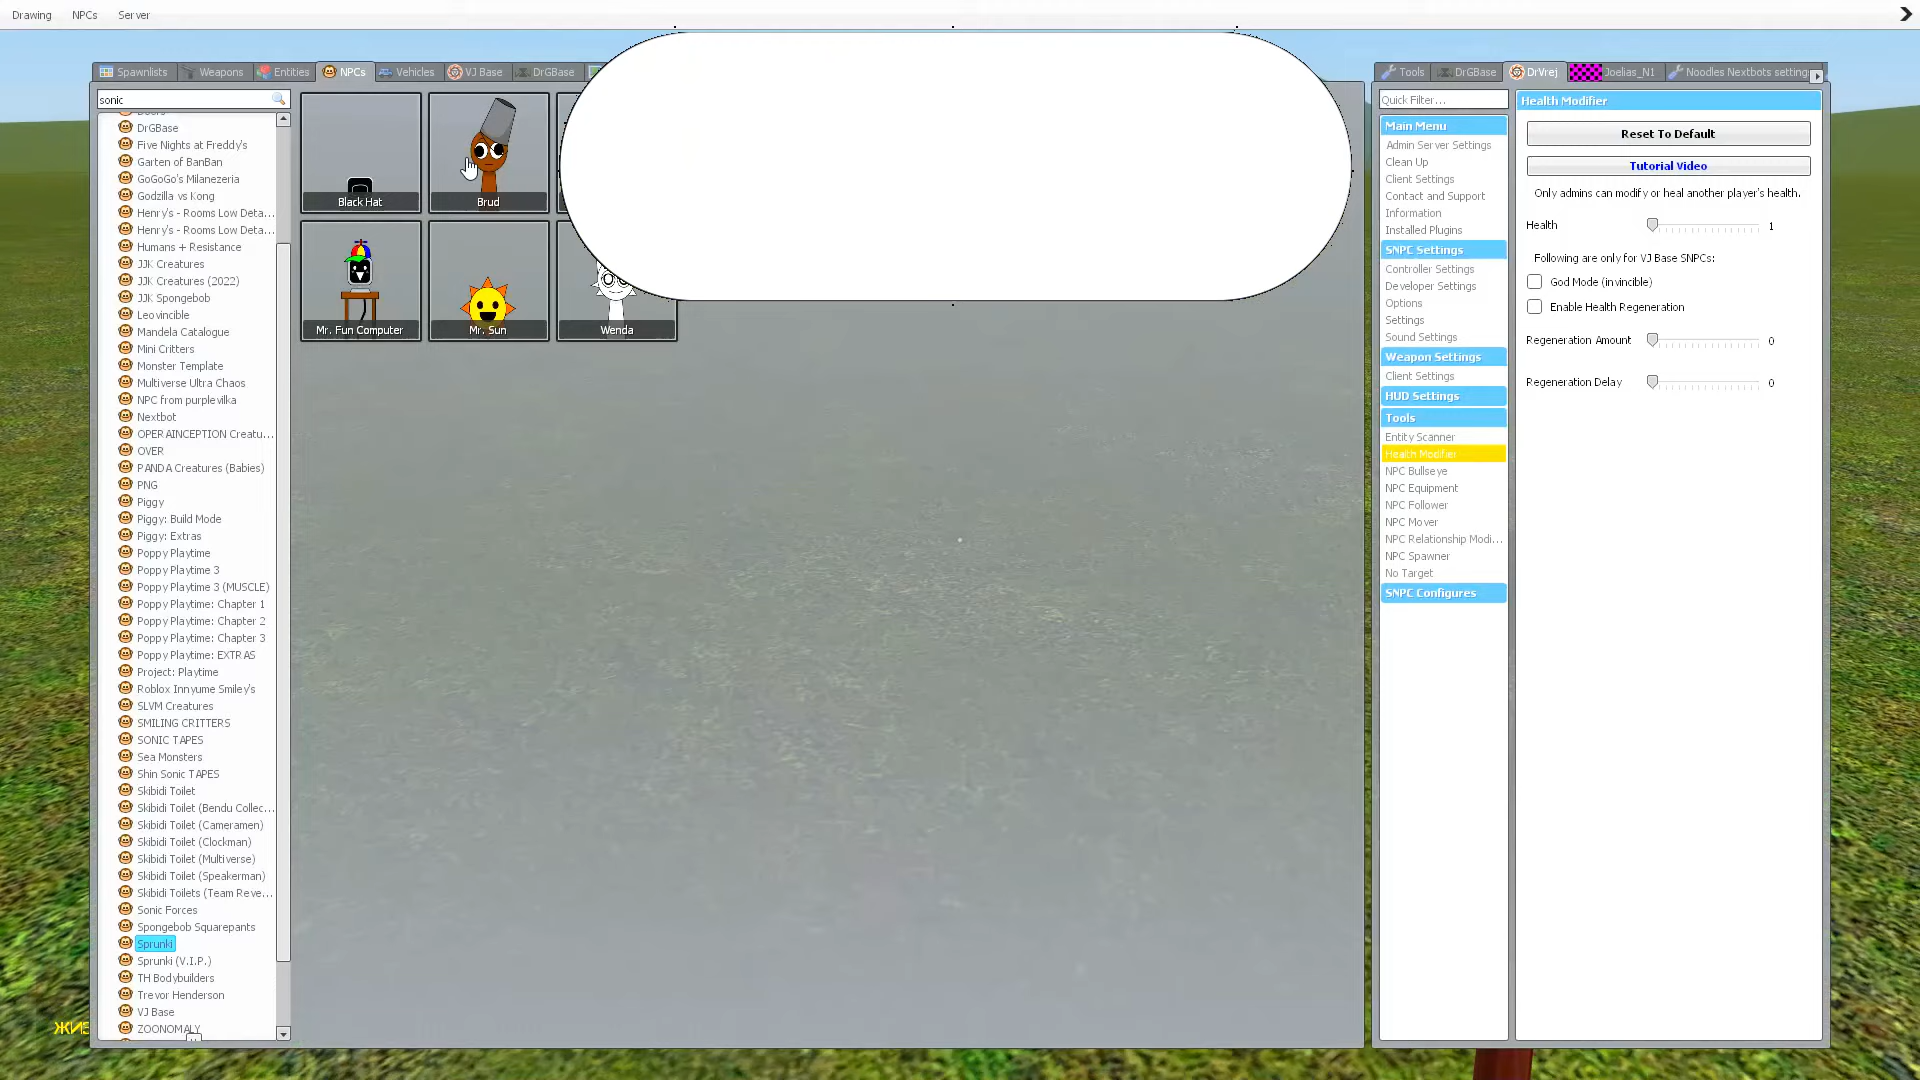 Drawing NPCs Server
Spawnlists Weapons Entities NPCs Vehicles VJ Base DrGBase
sonic
DrGBase
Five Nights at Freddy's
Garten of BanBan
GoGoGo's Milanezeria
Godzilla vs Kong
Henry's - Rooms Low Deta...
Henry's - Rooms Low Deta...
Humans + Resistance
JJK Creatures
JJK Creatures (2022)
JJK Spongebob
Leovincible
Mandela Catalogue
Mini Critters
Monster Template
Multiverse Ultra Chaos
NPC from purplevilka
Nextbot
OPERAINCEPTION Creatu...
OVER
PANDA Creatures (Babies)
PNG
Piggy
Piggy: Build Mode
Piggy: Extras
Poppy Playtime
Poppy Playtime 3
Poppy Playtime 3 (MUSCLE)
Poppy Playtime: Chapter 1
Poppy Playtime: Chapter 2
Poppy Playtime: Chapter 3
Poppy Playtime: EXTRAS
Project: Playtime
Roblox Innyume Smiley's
SLVM Creatures
SMILING CRITTERS
SONIC TAPES
Sea Monsters
Shin Sonic TAPES
Skibidi Toilet
Skibidi Toilet (Bendu Collec...
Skibidi Toilet (Cameramen)
Skibidi Toilet (Clockman)
Skibidi Toilet (Multiverse)
Skibidi Toilet (Speakerman)
Skibidi Toilets (Team Reve...
Sonic Forces
Spongebob Squarepants
Sprunki
Sprunki (V.I.P.)
TH Bodybuilders
Trevor Henderson
VJ Base
ZOONOMALY
Black Hat Brud
Mr. Fun Computer Mr. Sun Wenda
Tools DrGBase DrVrej Joelias_N1 Noodles Nextbots setting
Quick Filter...
Main Menu
Admin Server Settings
Clean Up
Client Settings
Contact and Support
Information
Installed Plugins
SNPC Settings
Controller Settings
Developer Settings
Options
Settings
Sound Settings
Weapon Settings
Client Settings
HUD Settings
Tools
Entity Scanner
Health Modifier
NPC Bullseye
NPC Equipment
NPC Follower
NPC Mover
NPC Relationship Modi...
NPC Spawner
No Target
SNPC Configures
Health Modifier
Reset To Default
Tutorial Video
Only admins can modify or heal another player's health.
Health 1
Following are only for VJ Base SNPCs:
God Mode (invincible)
Enable Health Regeneration
Regeneration Amount 0
Regeneration Delay 0